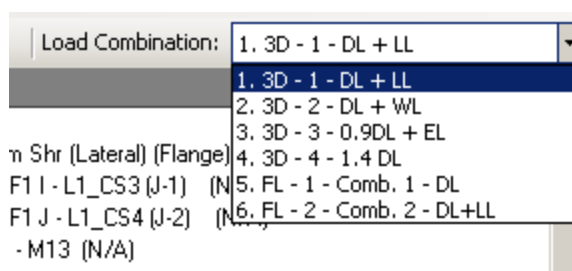 Load Combination: 1. 3D - 1 - DL + LL
1. 3D - 1 - DL + LL
2. 3D - 2 - DL + WL
3. 3D - 3 - 0.9DL + EL
4. 3D - 4 - 1.4 DL
5. FL - 1 - Comb. 1 - DL
6. FL - 2 - Comb. 2 - DL+LL
Shr (Lateral) (Flange)
F1 I - L1_CS3 (J-1)
F1 J - L1_CS4 (J-2)
- M13 (N/A)